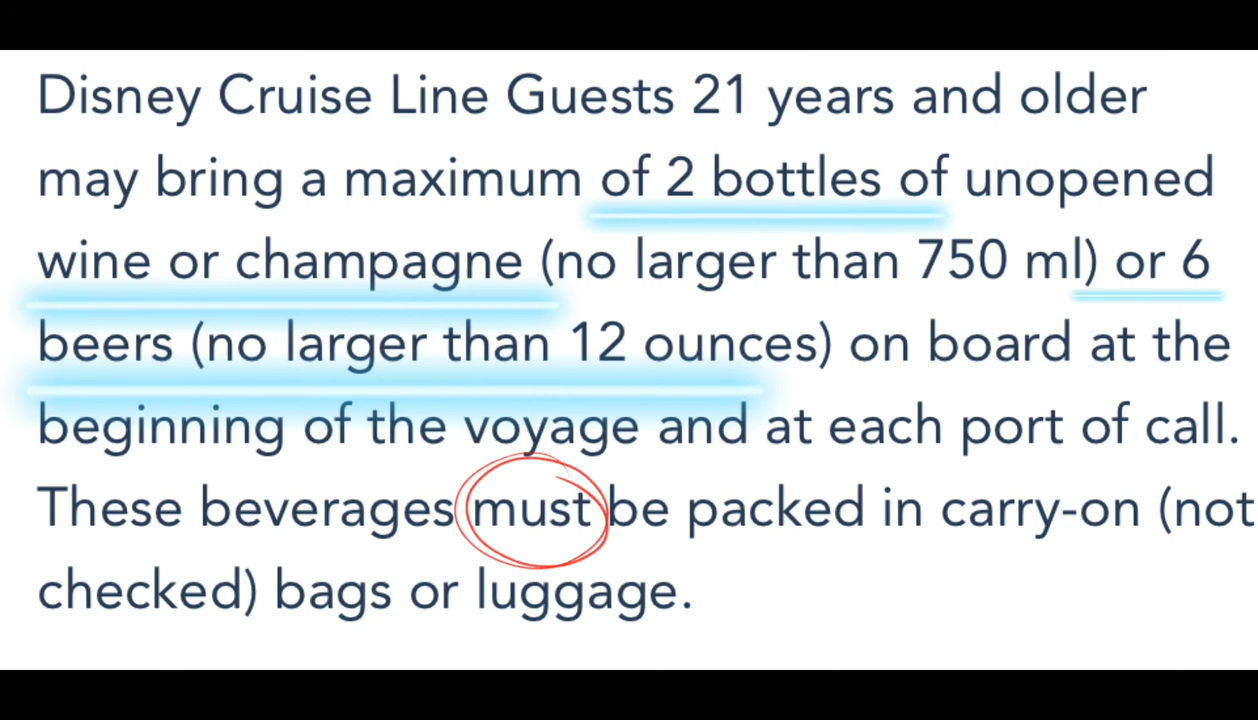 Disney Cruise Line Guests 21 years and older
may bring a maximum of 2 bottles of unopened
wine or champagne (no larger than 750 ml) or 6
beers (no larger than 12 ounces) on board at the
beginning of the voyage and at each port of call.
These beverages must be packed in carry-on (not
checked) bags or luggage.